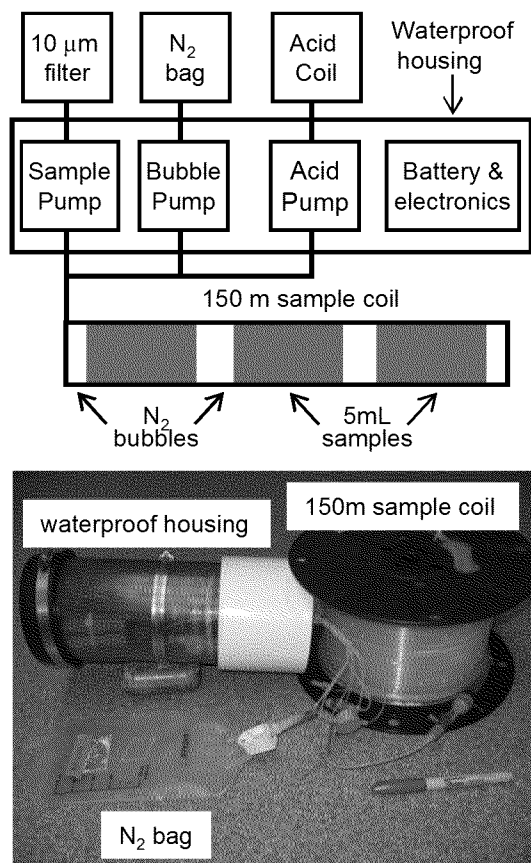 10 μm
filter
N2
bag
Acid
Coil
Waterproof
housing
Sample
Pump
Bubble
Pump
Acid
Pump
Battery &
electronics
150 m sample coil
N2
bubbles
5mL
samples
waterproof housing
150m sample coil
N2 bag